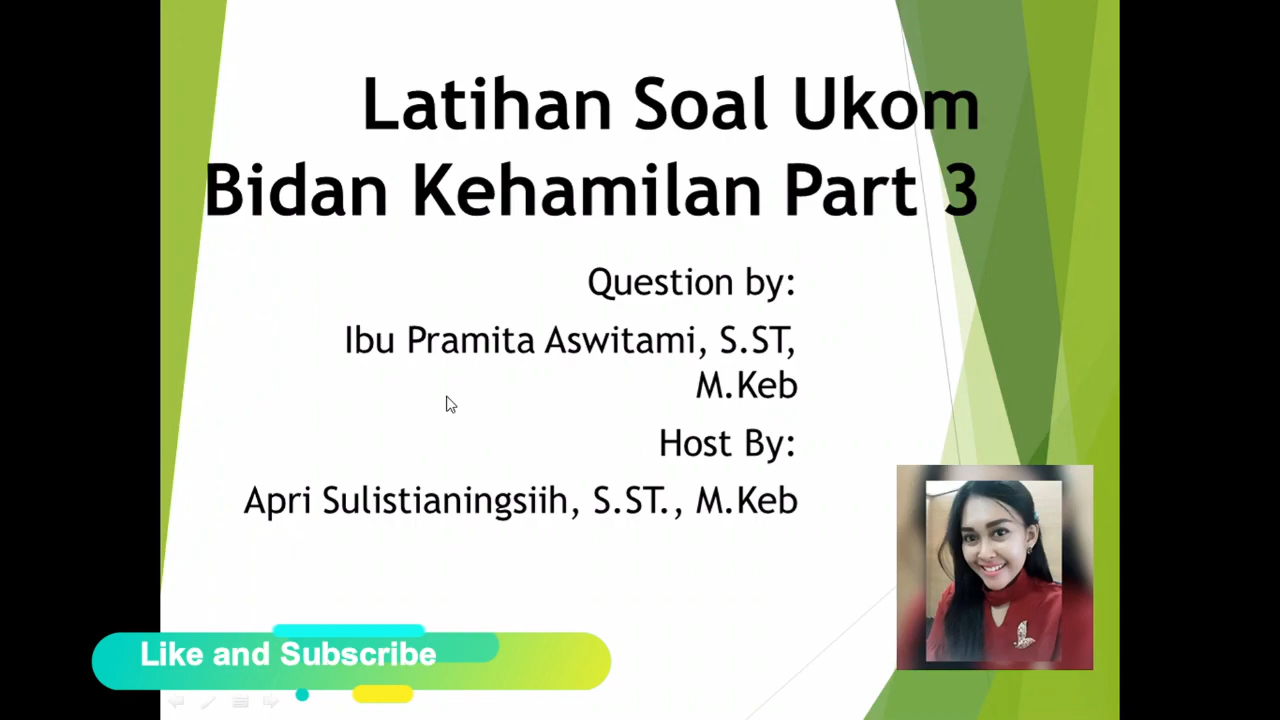 Latihan Soal Ukom
Bidan Kehamilan Part 3
Question by:
Ibu Pramita Aswitami, S.ST,
M.Keb
Host By:
Apri Sulistianingsiih, S.ST., M.Keb
Like and Subscribe